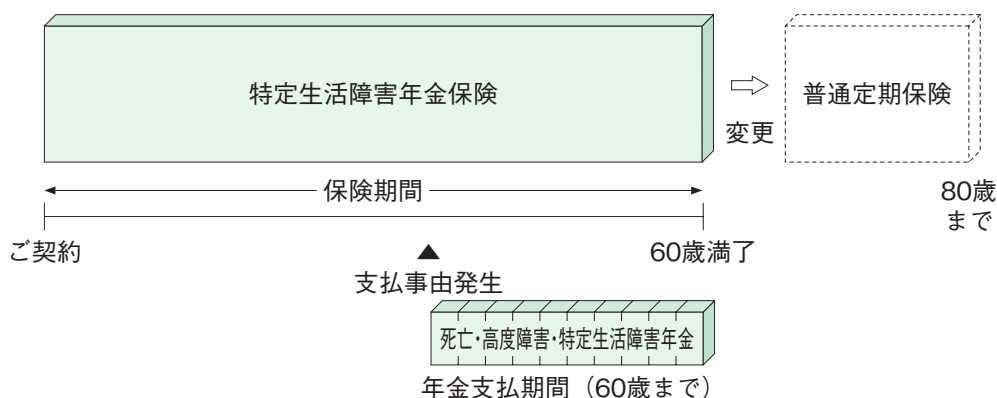 特定生活障害年金保険
普通定期保険
変更
保険期間
80歳
まで
ご契約
60歳満了
支払事由発生
死亡・高度障害・特定生活障害年金
年金支払期間（60歳まで）